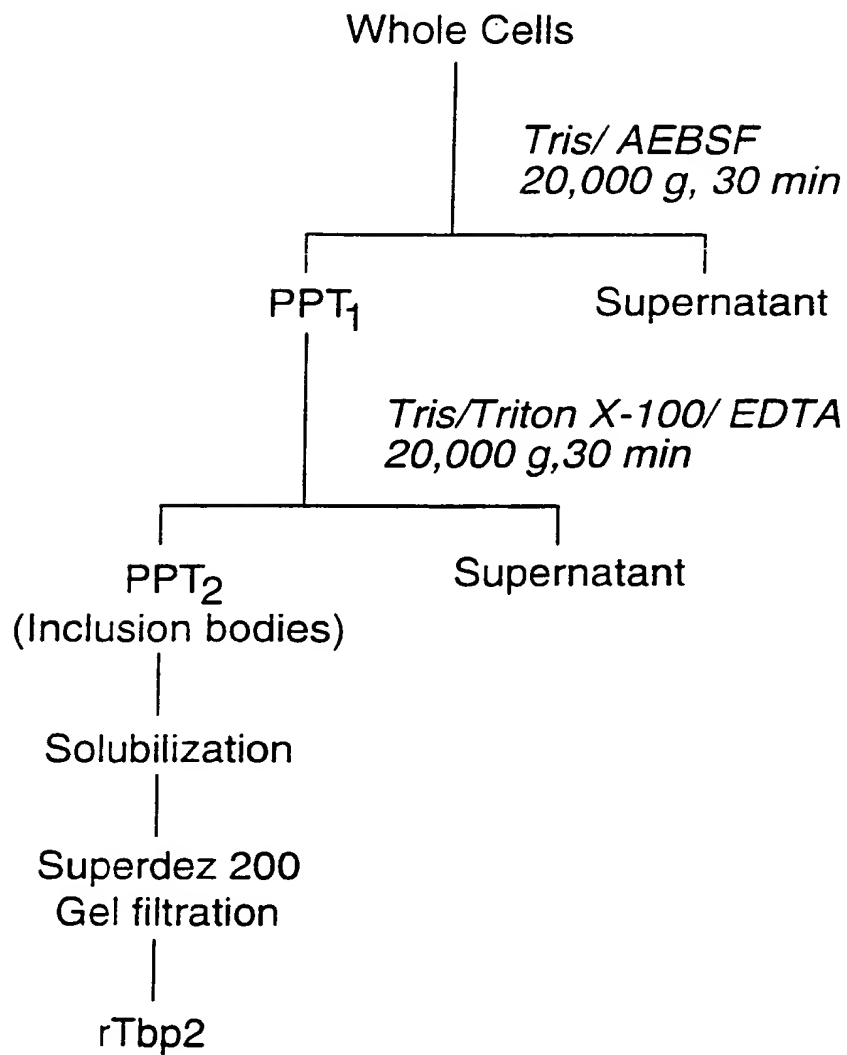 Whole Cells
Tris/ AEBSF
20,000 g, 30 min
PPT₁
Supernatant
Tris/Triton X-100/ EDTA
20,000 g,30 min
PPT₂
Supernatant
(Inclusion bodies)
Solubilization
Superdez 200
Gel filtration
rTbp2